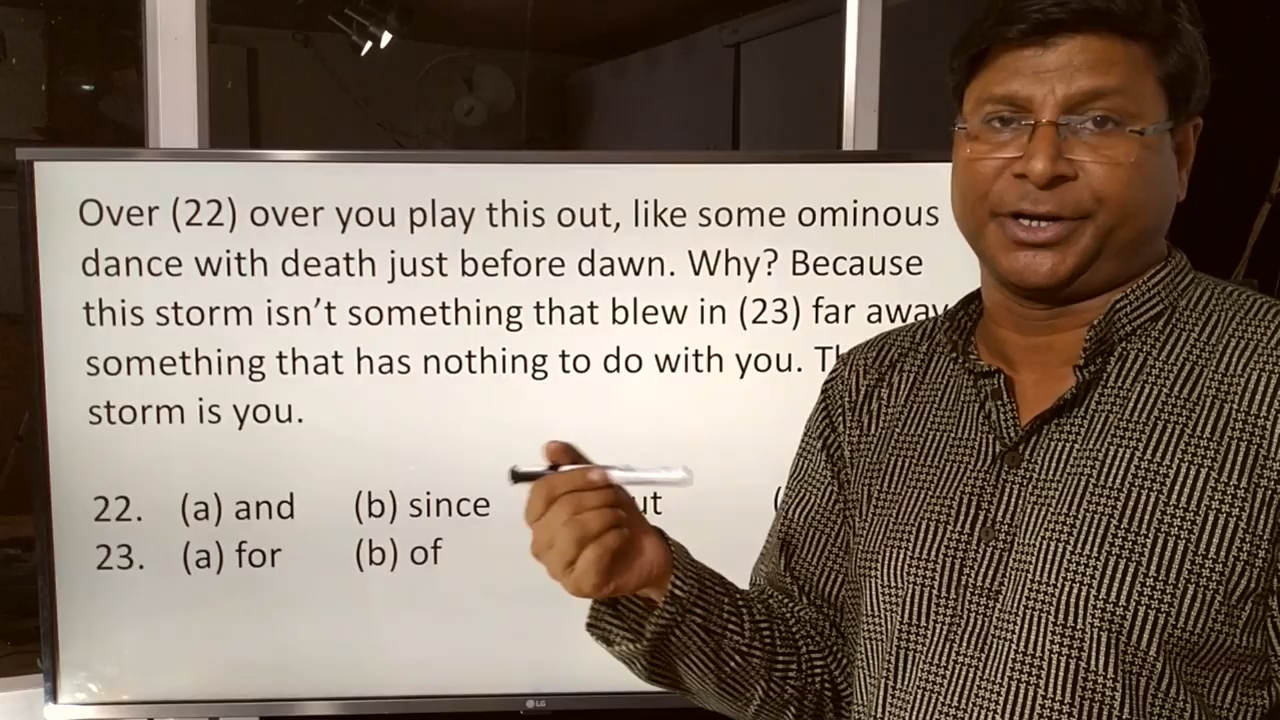 Over (22) over you play this out, like some ominous
dance with death just before dawn. Why? Because
this storm isn't something that blew in (23) far away
something that has nothing to do with you.
storm is you.
22. (a) and (b) since
23. (a) for (b) of
LG